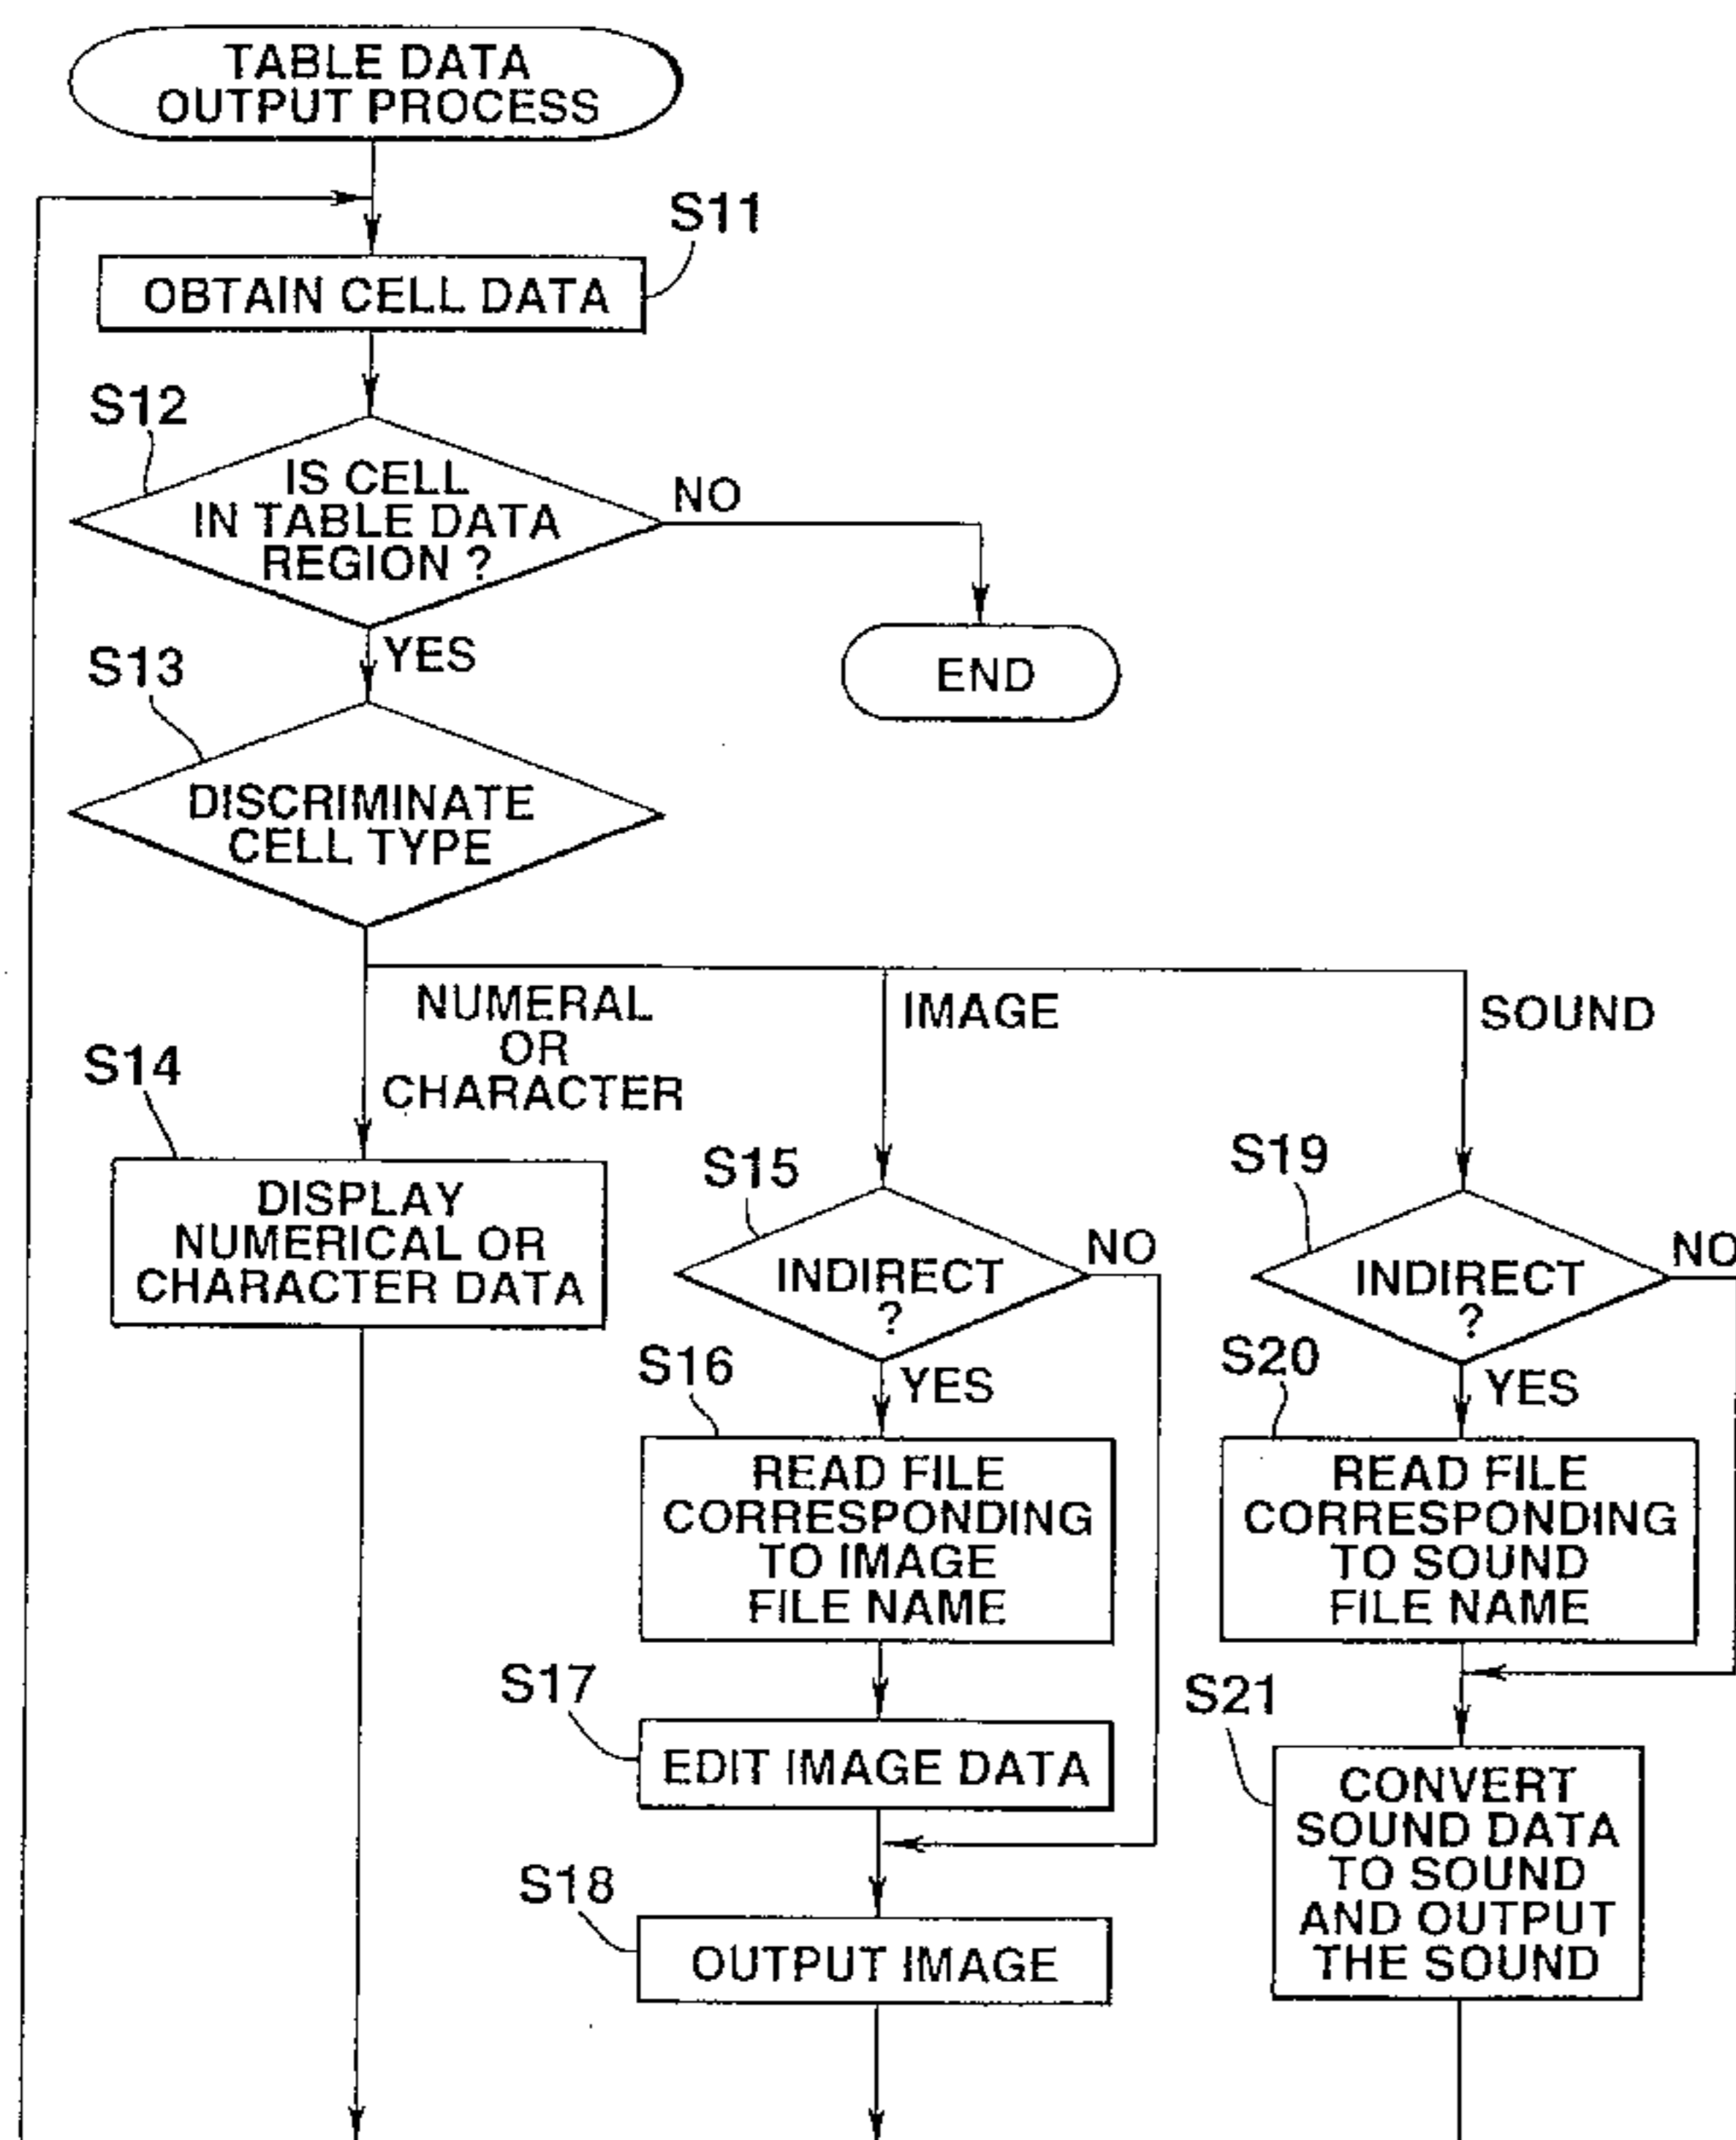 TABLE DATA
OUTPUT PROCESS
S11
OBTAIN CELL DATA
S12
IS CELL
IN TABLE DATA
REGION ?
NO
END
YES
S13
DISCRIMINATE
CELL TYPE
NUMERAL
OR
CHARACTER
IMAGE
SOUND
S14
DISPLAY
NUMERICAL OR
CHARACTER DATA
S15
INDIRECT
?
NO
YES
S16
READ FILE
CORRESPONDING
TO IMAGE
FILE NAME
S17
EDIT IMAGE DATA
S18
OUTPUT IMAGE
S19
INDIRECT
?
NO
YES
S20
READ FILE
CORRESPONDING
TO SOUND
FILE NAME
S21
CONVERT
SOUND DATA
TO SOUND
AND OUTPUT
THE SOUND